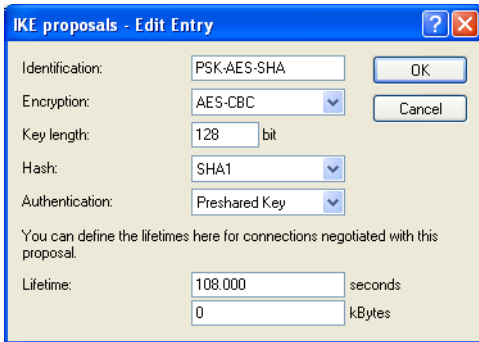 IKE proposals - Edit Entry
Identification: PSK-AES-SHA OK
Encryption: AES-CBC Cancel
Key length: 128 bit
Hash: SHA1
Authentication: Preshared Key
You can define the lifetimes here for connections negotiated with this
proposal.
Lifetime: 108.000 seconds
0 kBytes